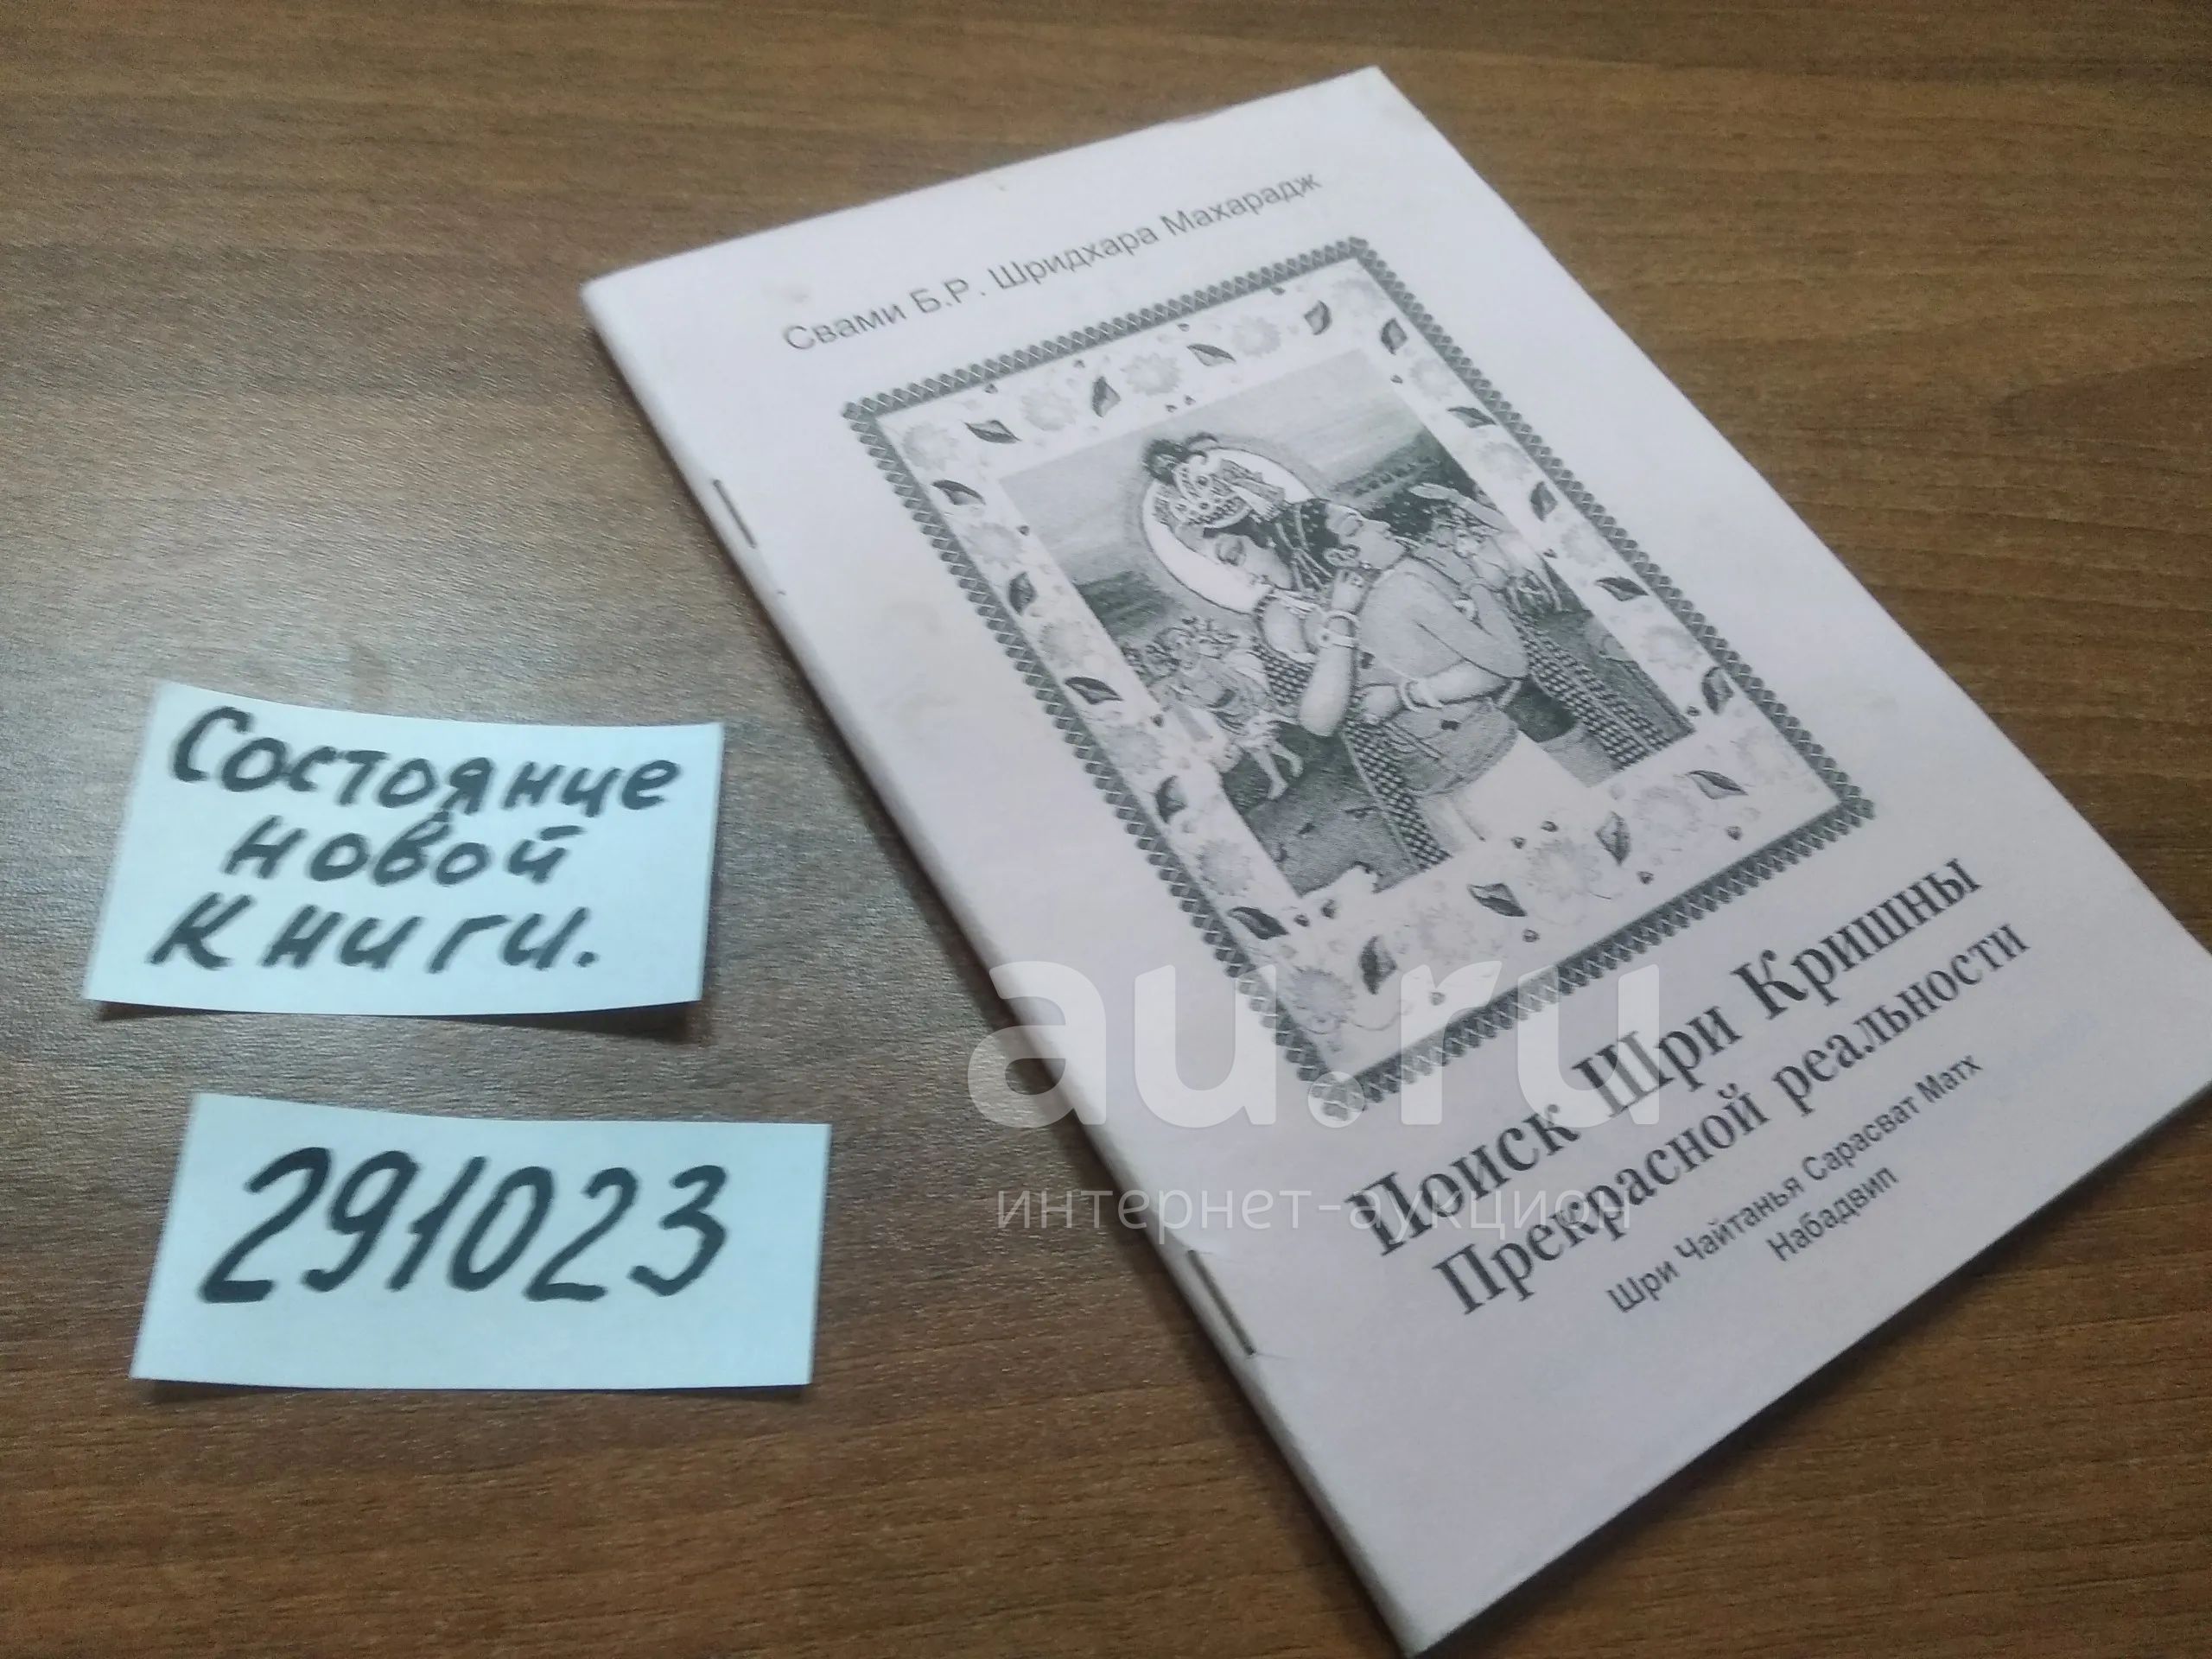 Свами Б.Р. Шридхара Махарадж
Поиск Шри Кришны
Прекрасной реальности
Шри Чайтанья Сарасват Матх
Набадвип
Состояние
новой
Книги.
291023
au.ru
интернет-аукцион